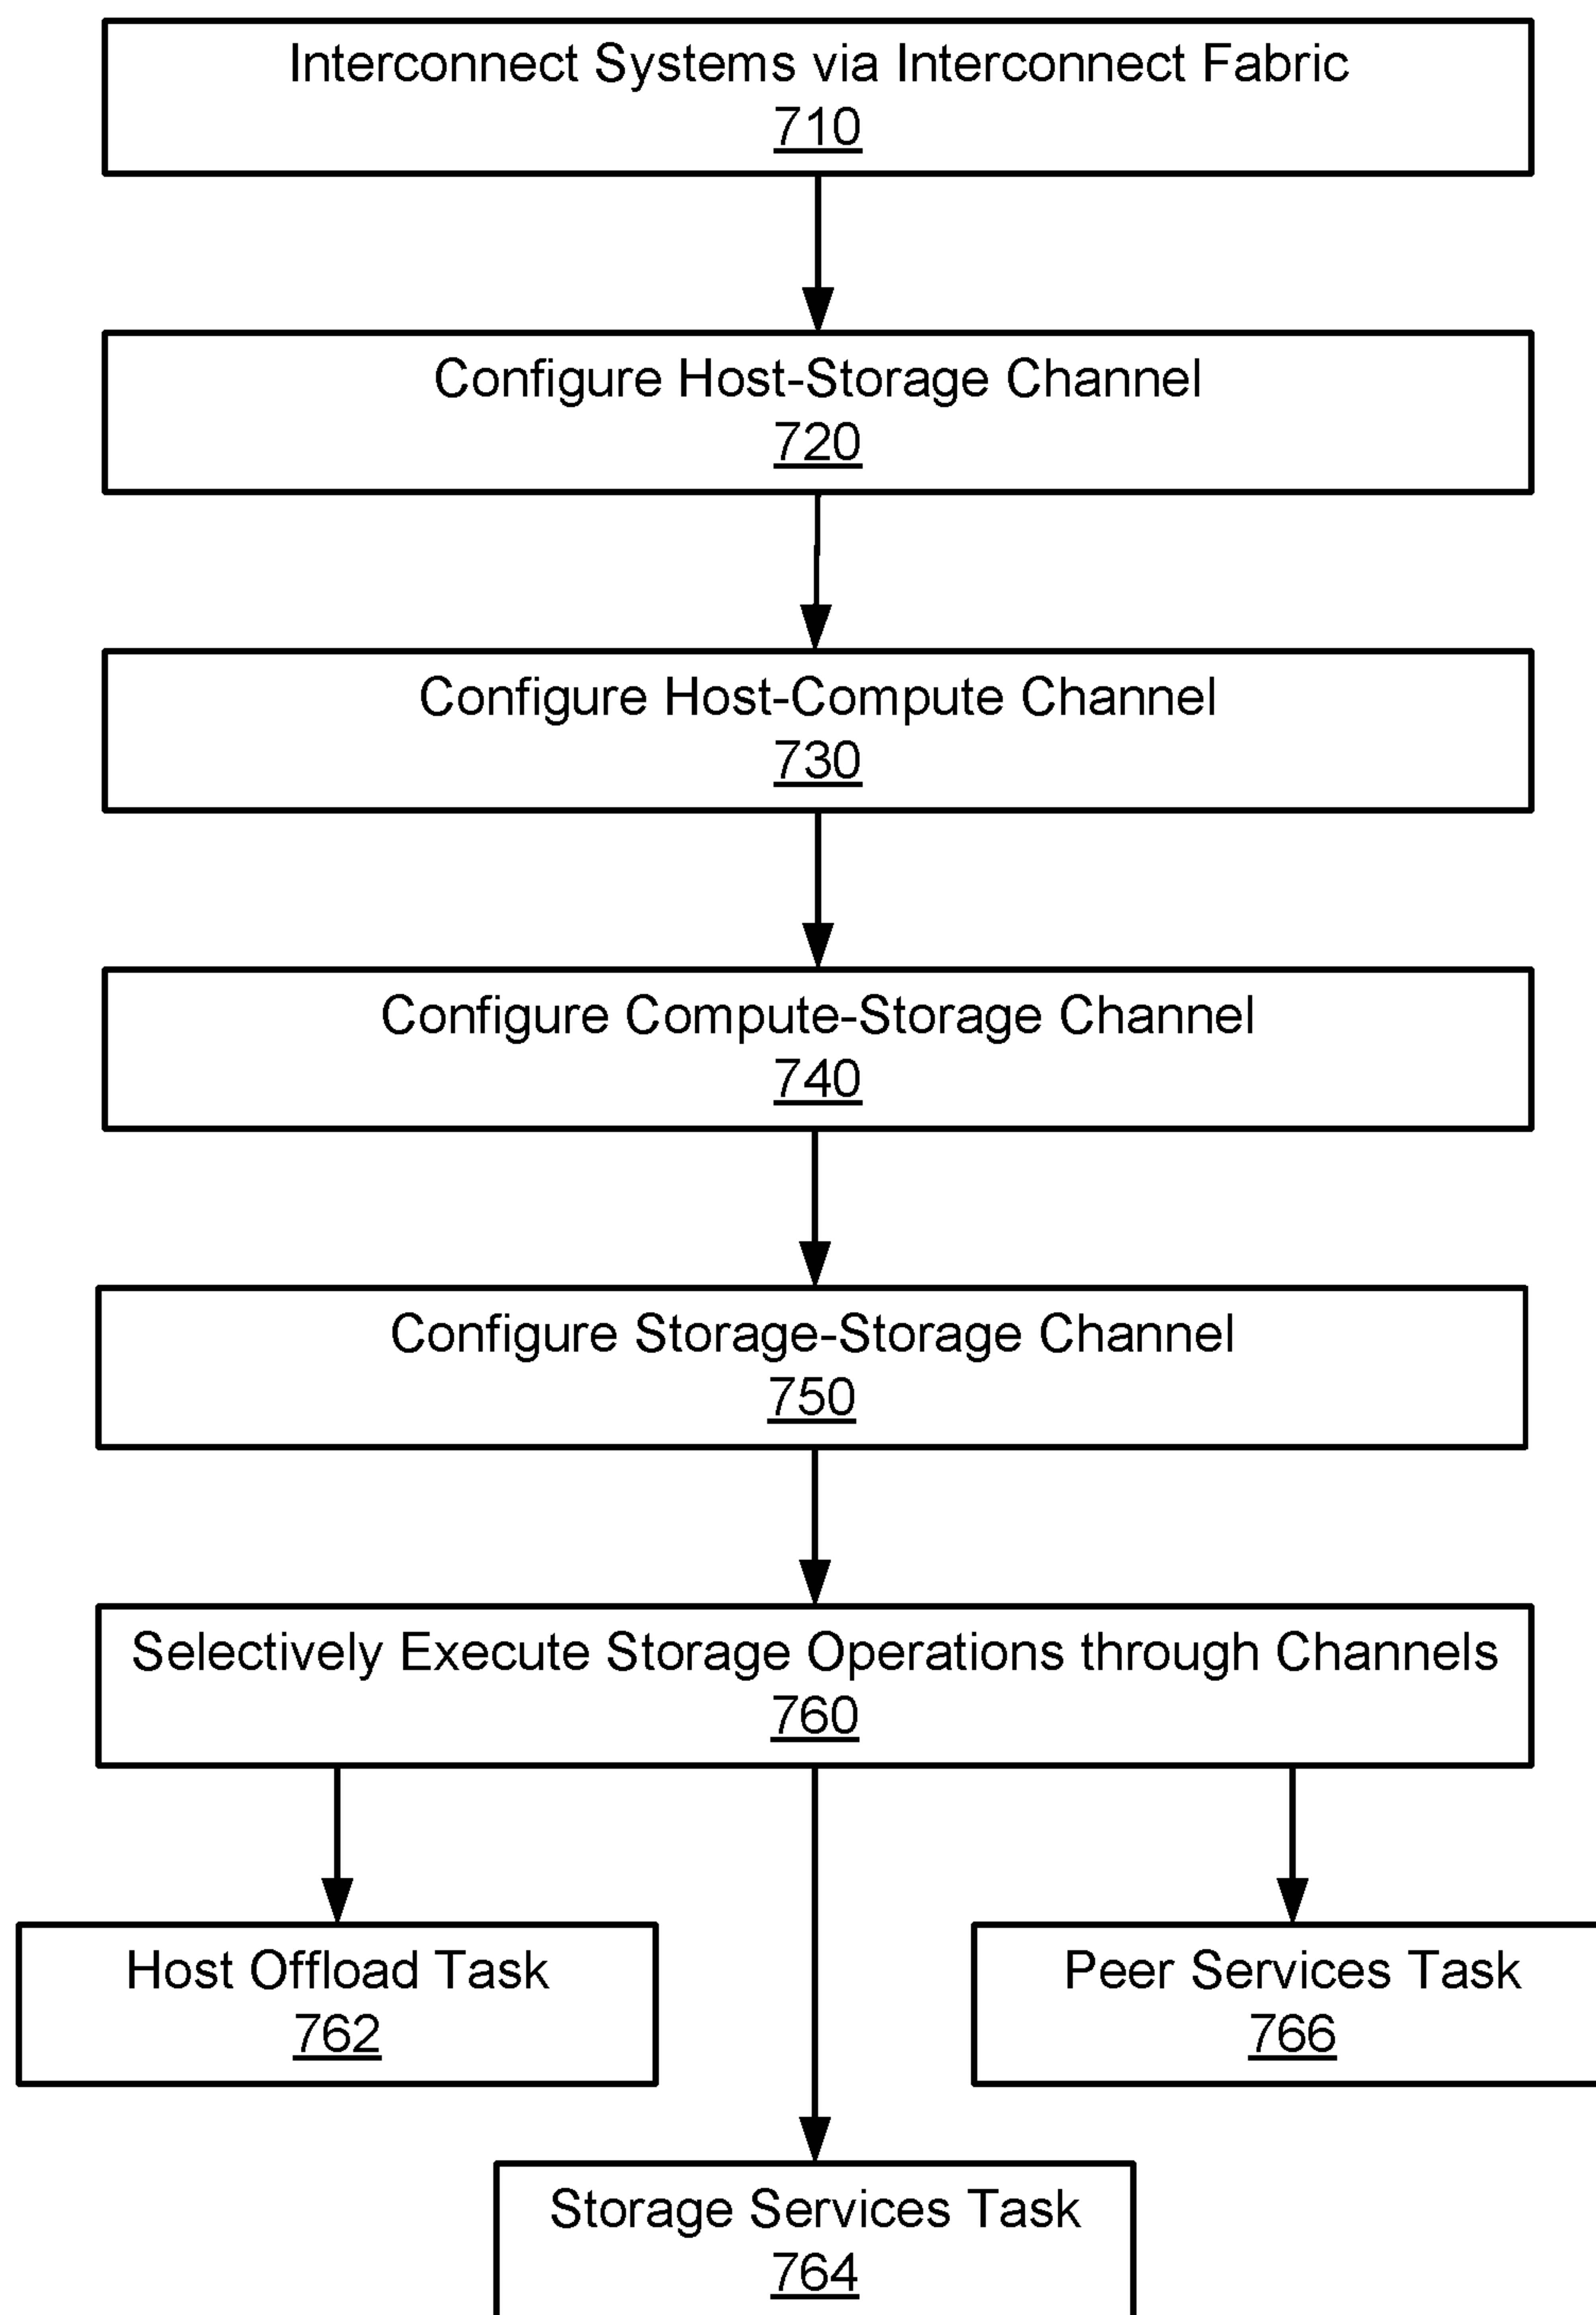 Interconnect Systems via Interconnect Fabric
710
Configure Host-Storage Channel
720
Configure Host-Compute Channel
730
Configure Compute-Storage Channel
740
Configure Storage-Storage Channel
750
Selectively Execute Storage Operations through Channels
760
Host Offload Task
762
Peer Services Task
766
Storage Services Task
764